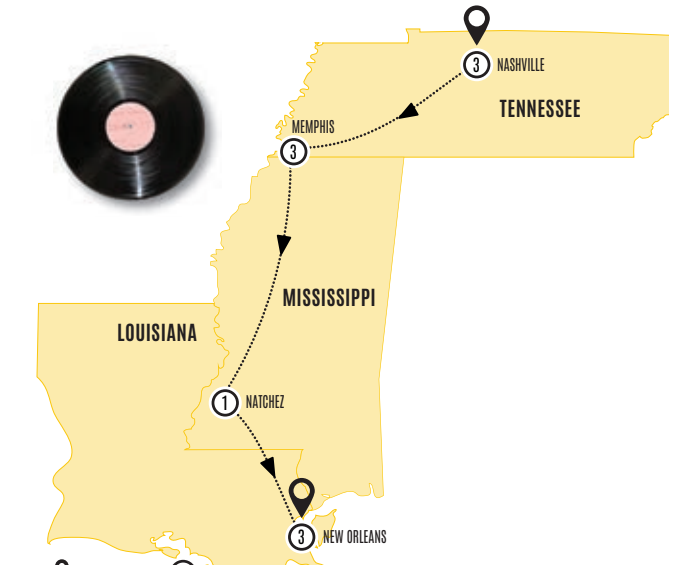 3 NASHVILLE
TENNESSEE
MEMPHIS
3
MISSISSIPPI
LOUISIANA
1 NATCHEZ
3 NEW ORLEANS